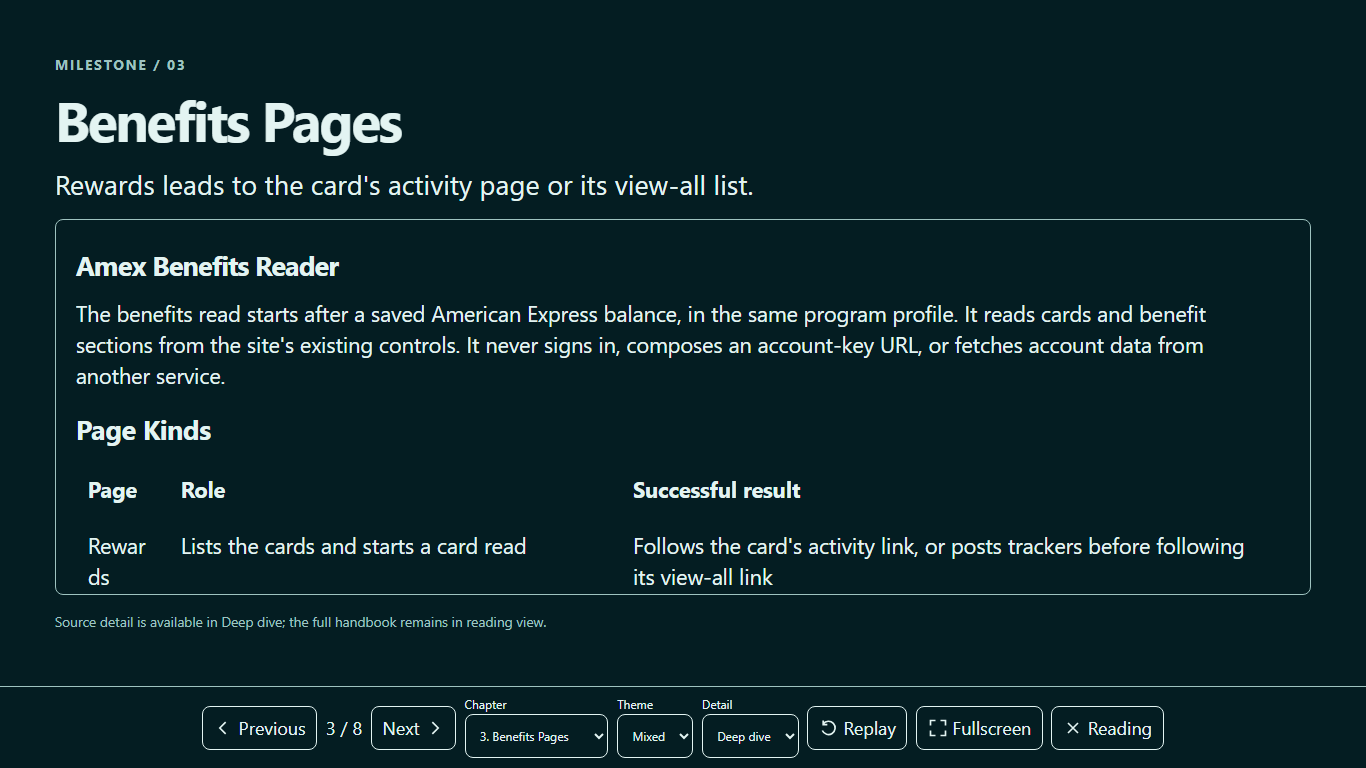 MILESTONE / 03
Benefits Pages
Rewards leads to the card's activity page or its view-all list.
Amex Benefits Reader
The benefits read starts after a saved American Express balance, in the same program profile. It reads cards and benefit
sections from the site's existing controls. It never signs in, composes an account-key URL, or fetches account data from
another service.
Page Kinds
Page Role Successful result
Rewar Lists the cards and starts a card read Follows the card's activity link, or posts trackers before following
ds its view-all link
Source detail is available in Deep dive; the full handbook remains in reading view.
Chapter Theme Detail
Previous 3 / 8 Next 3. Benefits Pages Mixed Deep dive Replay Fullscreen Reading